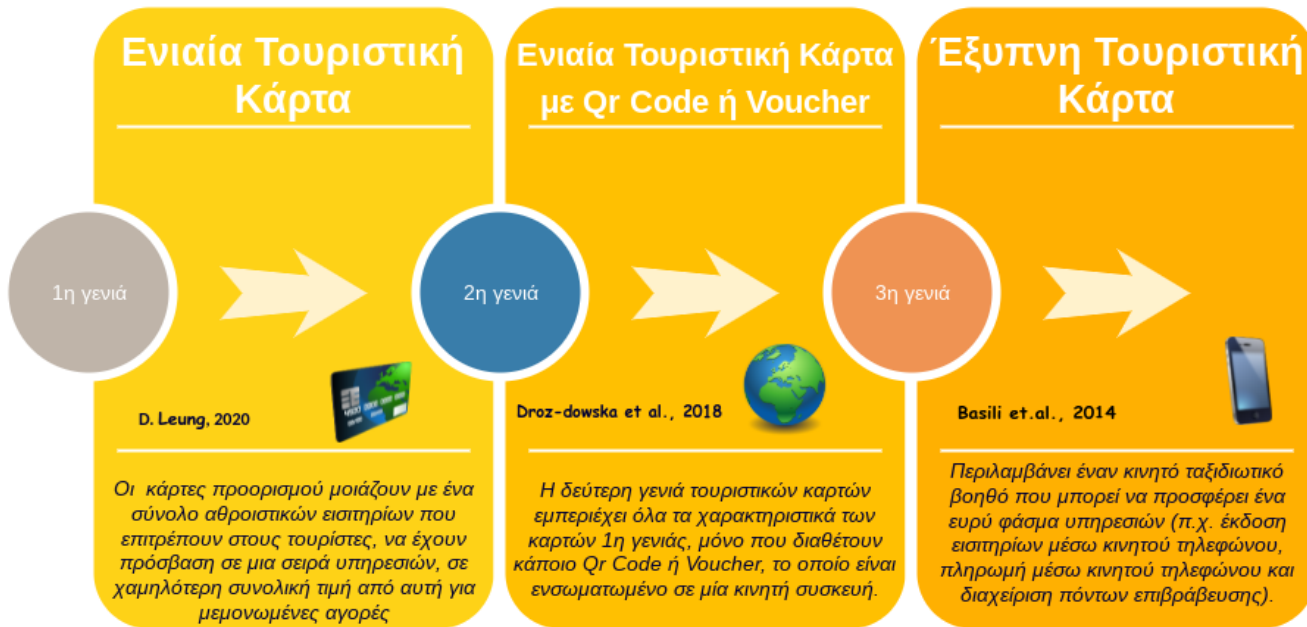 Ενιαία Τουριστική
Κάρτα
1η γενιά
D. Leung, 2020
Οι κάρτες προορισμού μοιάζουν με ένα
σύνολο αθροιστικών εισιτηρίων που
επιτρέπουν στους τουρίστες, να έχουν
πρόσβαση σε μια σειρά υπηρεσιών, σε
χαμηλότερη συνολική τιμή από αυτή για
μεμονωμένες αγορές
Ενιαία Τουριστική Κάρτα
με Qr Code ή Voucher
2η γενιά
Droz-dowska et al., 2018
Η δεύτερη γενιά τουριστικών καρτών
εμπεριέχει όλα τα χαρακτηριστικά των
καρτών 1η γενιάς, μόνο που διαθέτουν
κάποιο Qr Code ή Voucher, το οποίο είναι
ενσωματωμένο σε μία κινητή συσκευή.
Έξυπνη Τουριστική
Κάρτα
3η γενιά
Basili et.al., 2014
Περιλαμβάνει έναν κινητό ταξιδιωτικό
βοηθό που μπορεί να προσφέρει ένα
ευρύ φάσμα υπηρεσιών (π.χ. έκδοση
εισιτηρίων μέσω κινητού τηλεφώνου,
πληρωμή μέσω κινητού τηλεφώνου και
διαχείριση πόντων επιβράβευσης).